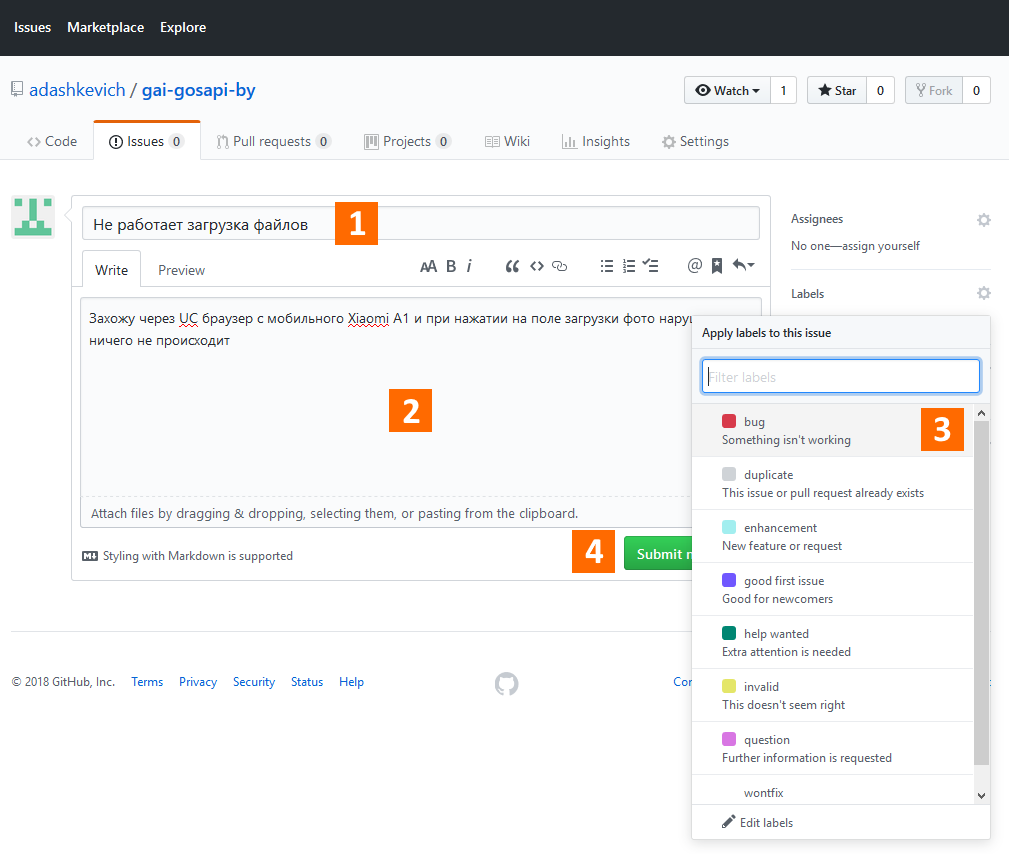 Issues Marketplace Explore
adashkevich / gai-gosapi-by
Watch 1 Star 0 Fork 0
Code Issues 0 Pull requests 0 Projects 0 Wiki Insights Settings
Не работает загрузка файлов 1
Write Preview AA B i
Захожу через UC браузер с мобильного Xiaomi A1 и при нажатии на поле загрузки фото
ничего не происходит
2
Attach files by dragging & dropping, selecting them, or pasting from the clipboard.
Styling with Markdown is supported
4 Submit
Assignees
No one—assign yourself
Labels
Apply labels to this issue
Filter labels
bug
Something isn't working
3
duplicate
This issue or pull request already exists
enhancement
New feature or request
good first issue
Good for newcomers
help wanted
Extra attention is needed
invalid
This doesn't seem right
question
Further information is requested
wontfix
Edit labels
© 2018 GitHub, Inc. Terms Privacy Security Status Help